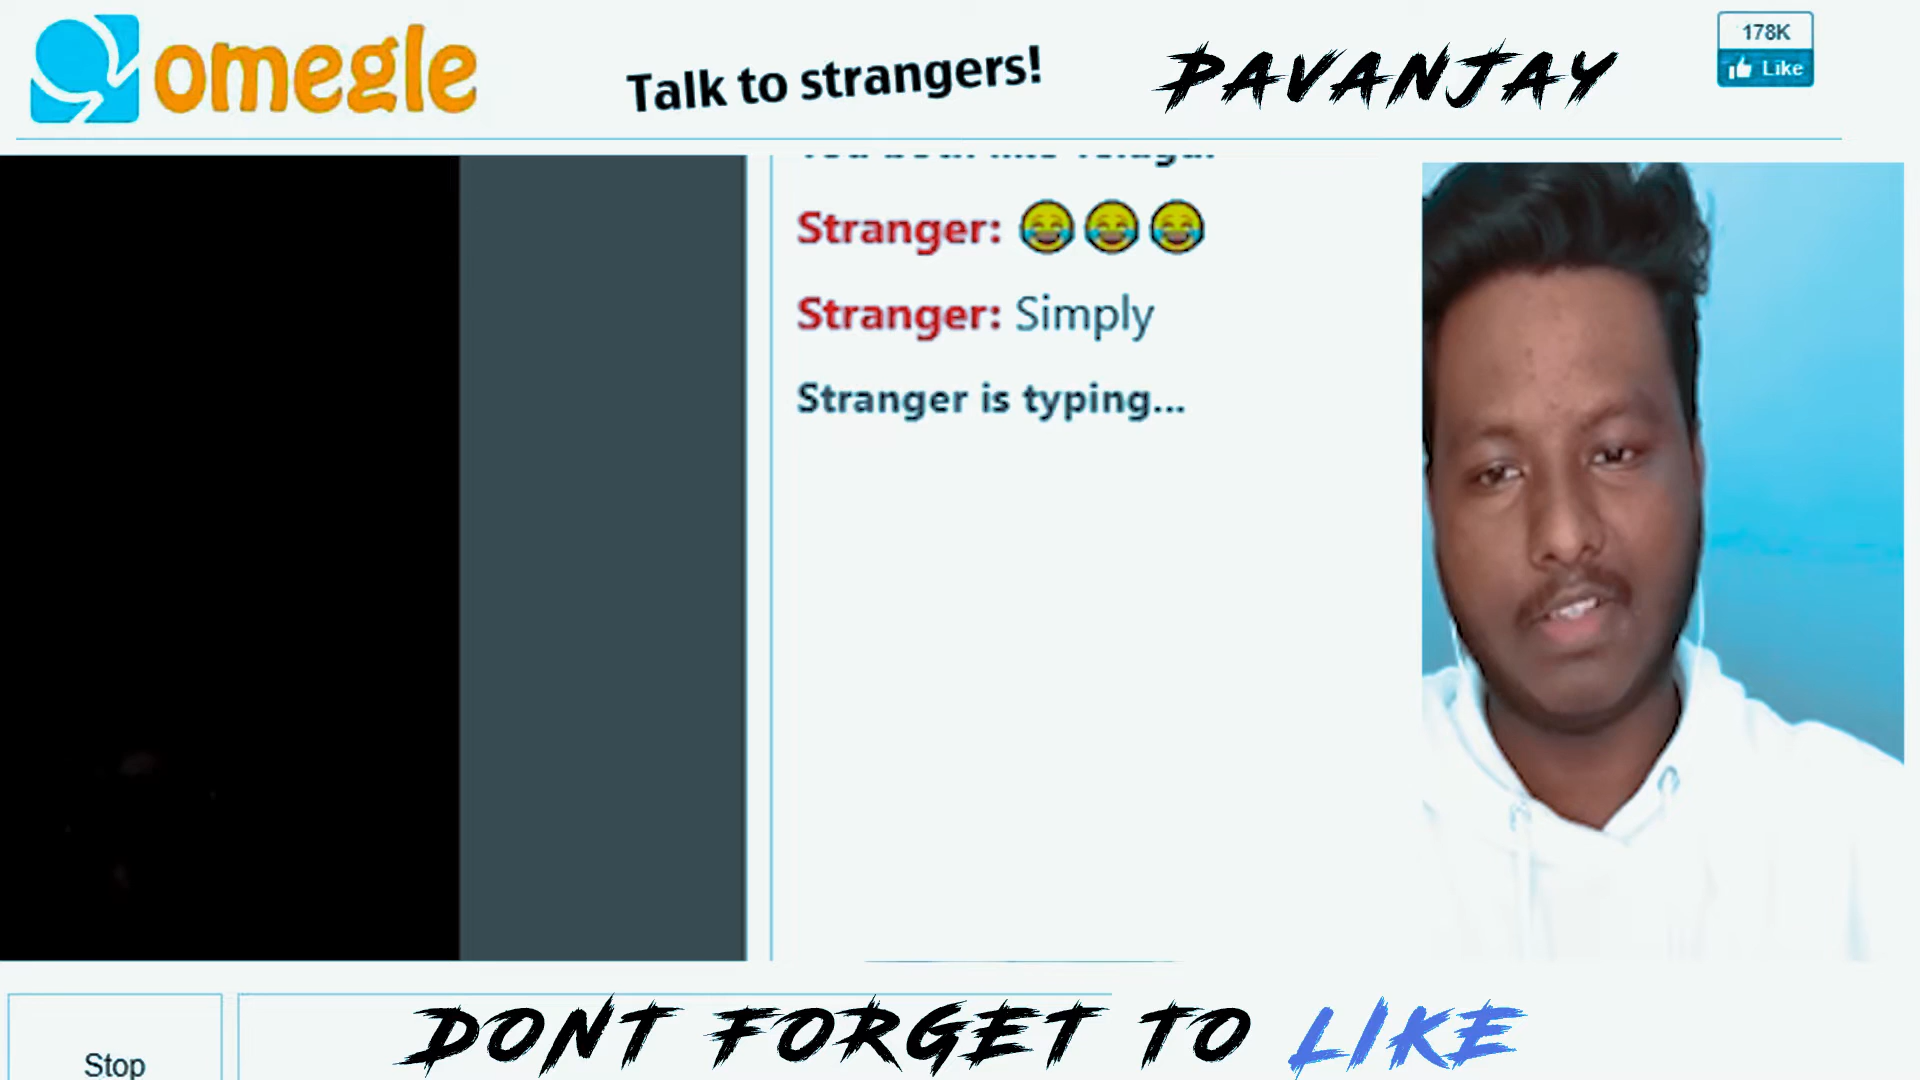 omegle
Talk to strangers!
PAVANJAY
178K
Like
Stranger: 😂😂😂
Stranger: Simply
Stranger is typing...
Stop
DONT FORGET TO LIKE